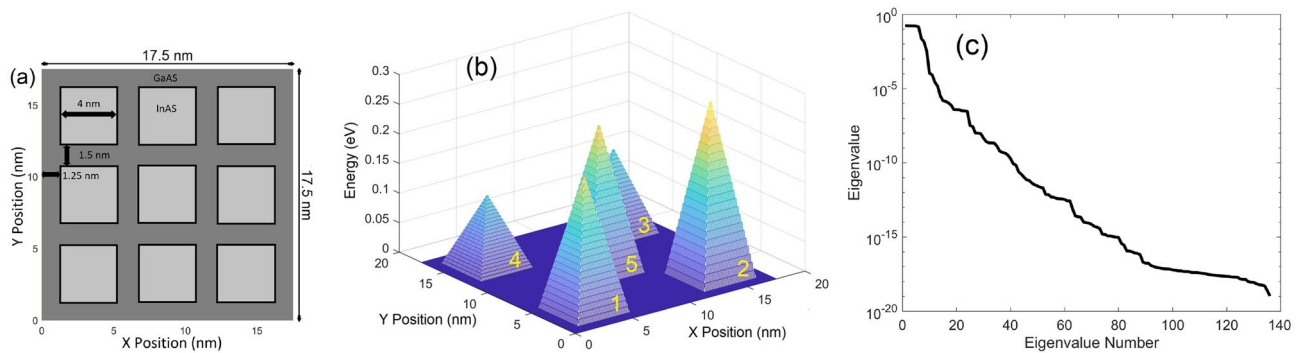 (a)
17.5 nm
GaAS
4 nm
InAS
1.5 nm
1.25nm
17.5 nm
Y Position (nm)
15
10
5
0
0
5
10
15
X Position (nm)
(b)
Energy (eV)
0.3
0.25
0.2
0.15
0.1
0.05
0
20
15
10
5
0
Y Position (nm)
0
5
10
15
20
X Position (nm)
4
3
5
2
1
(c)
Eigenvalue
10^0
10^-5
10^-10
10^-15
10^-20
0
20
40
60
80
100
120
140
Eigenvalue Number